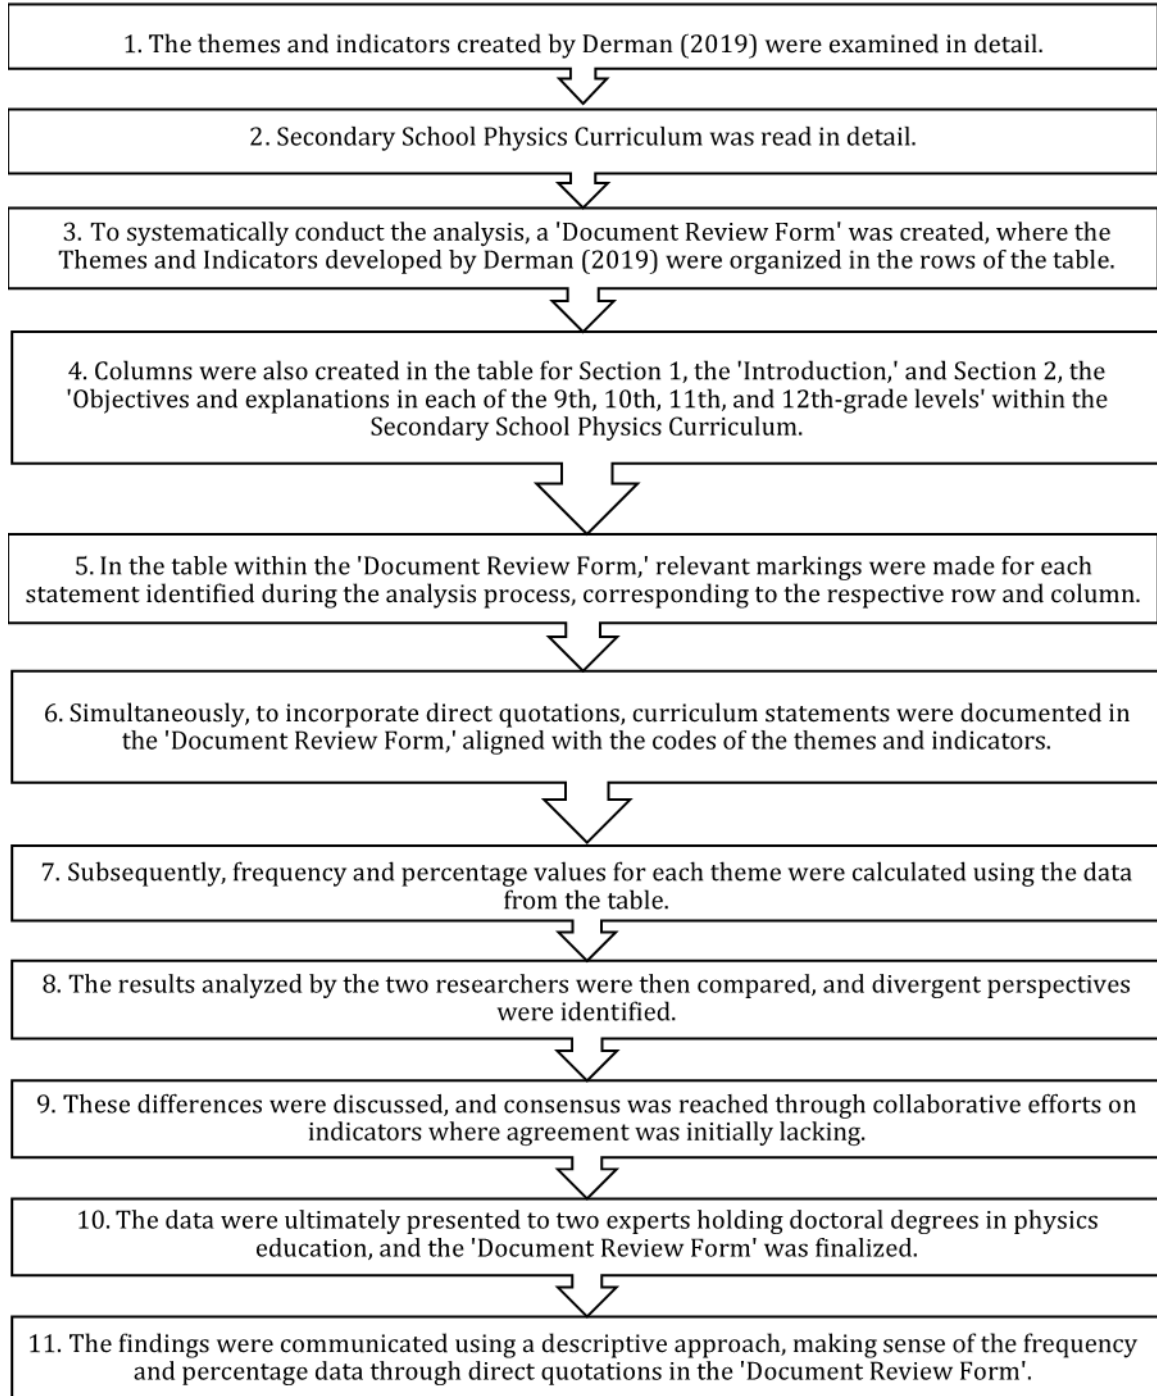 1. The themes and indicators created by Derman (2019) were examined in detail.
2. Secondary School Physics Curriculum was read in detail.
3. To systematically conduct the analysis, a 'Document Review Form' was created, where the
Themes and Indicators developed by Derman (2019) were organized in the rows of the table.
4. Columns were also created in the table for Section 1, the 'Introduction,' and Section 2, the
'Objectives and explanations in each of the 9th, 10th, 11th, and 12th-grade levels' within the
Secondary School Physics Curriculum.
5. In the table within the 'Document Review Form,' relevant markings were made for each
statement identified during the analysis process, corresponding to the respective row and column.
6. Simultaneously, to incorporate direct quotations, curriculum statements were documented in
the 'Document Review Form,' aligned with the codes of the themes and indicators.
7. Subsequently, frequency and percentage values for each theme were calculated using the data
from the table.
8. The results analyzed by the two researchers were then compared, and divergent perspectives
were identified.
9. These differences were discussed, and consensus was reached through collaborative efforts on
indicators where agreement was initially lacking.
10. The data were ultimately presented to two experts holding doctoral degrees in physics
education, and the 'Document Review Form' was finalized.
11. The findings were communicated using a descriptive approach, making sense of the frequency
and percentage data through direct quotations in the 'Document Review Form'.